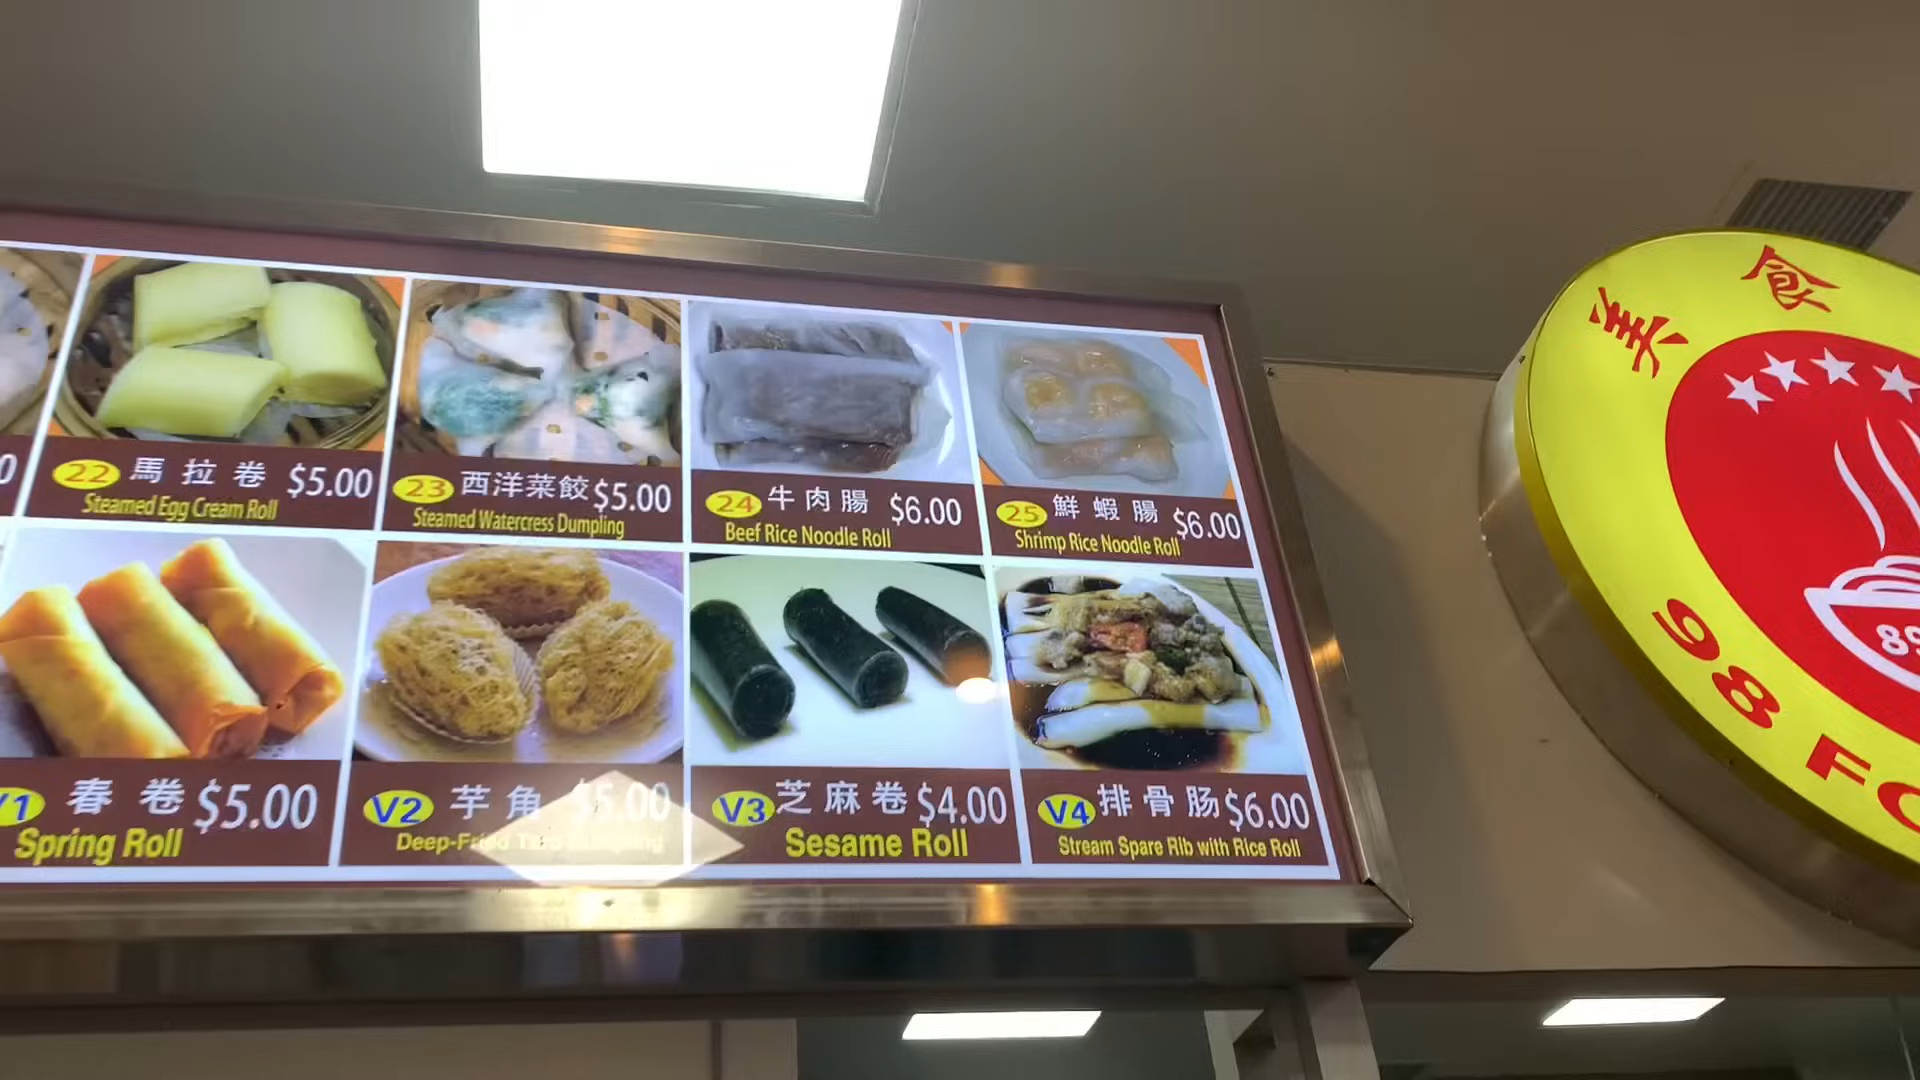 22 馬拉卷 $5.00
Steamed Egg Cream Roll
23 西洋菜餃 $5.00
Steamed Watercress Dumpling
24 牛肉腸 $6.00
Beef Rice Noodle Roll
25 鮮蝦腸 $6.00
Shrimp Rice Noodle Roll
V1 春卷 $5.00
Spring Roll
V2 芋角 $5.00
Deep-Fried Taro Dumpling
V3 芝麻卷 $4.00
Sesame Roll
V4 排骨肠 $6.00
Stream Spare Rib with Rice Roll
美食
98